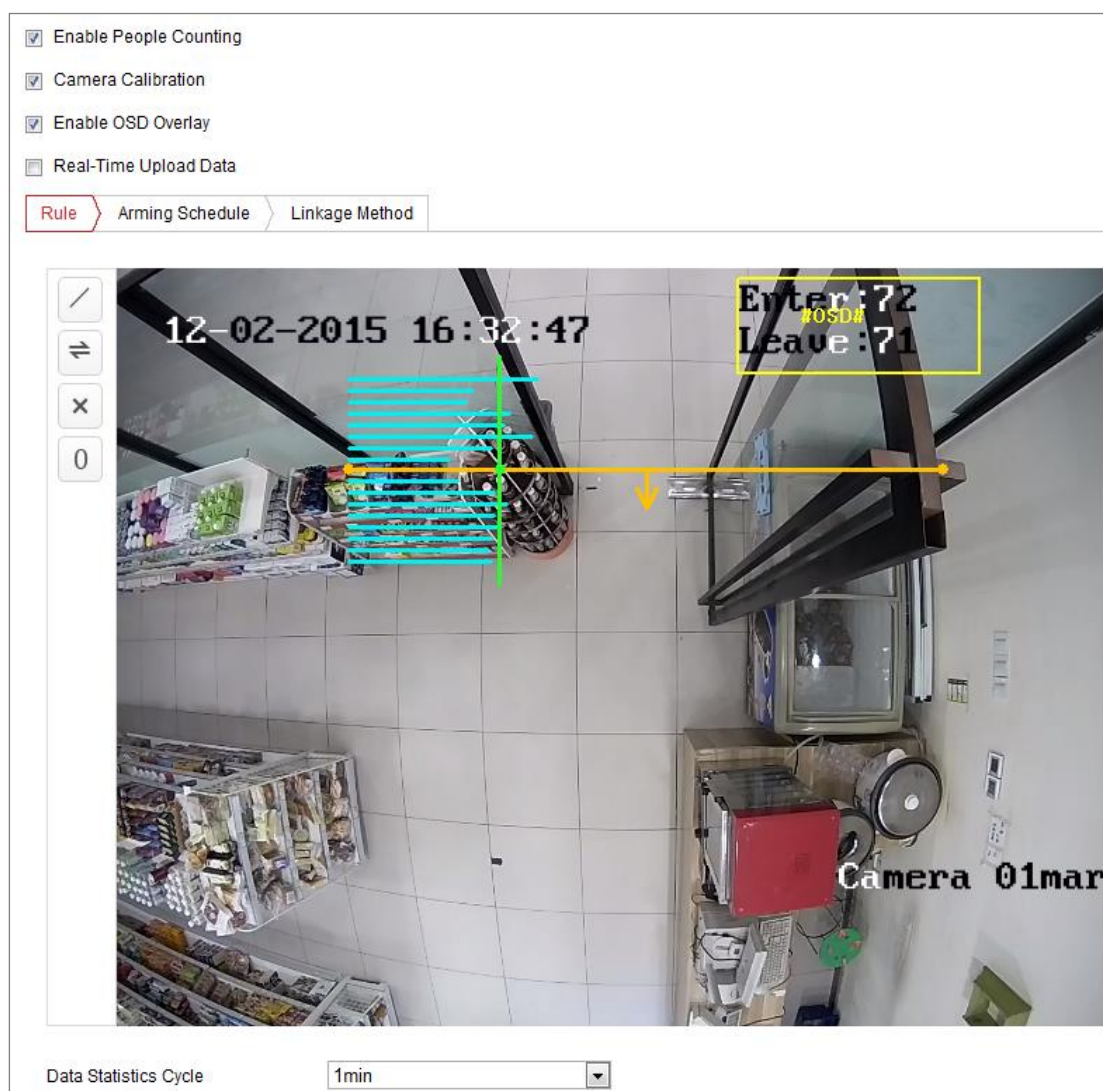 Enable People Counting
Camera Calibration
Enable OSD Overlay
Real-Time Upload Data
Rule
Arming Schedule
Linkage Method
12-02-2015 16:32:47
Enter:72
#OSD#
Leave:71
0
Camera 01mar
Data Statistics Cycle
1min